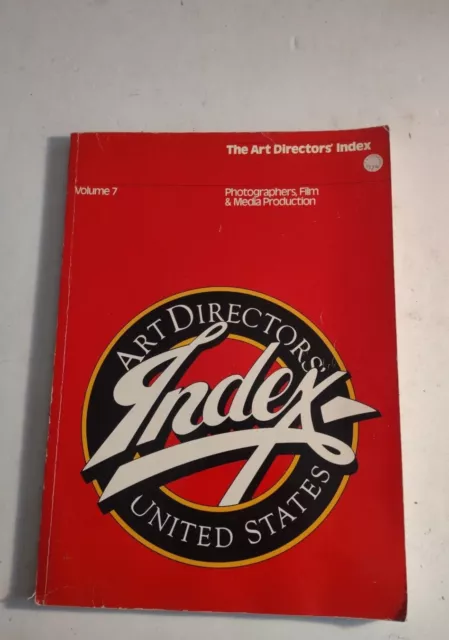 The Art Directors' Index
Volume 7
Photographers, Film
& Media Production
ART DIRECTORS'
Index
UNITED STATES